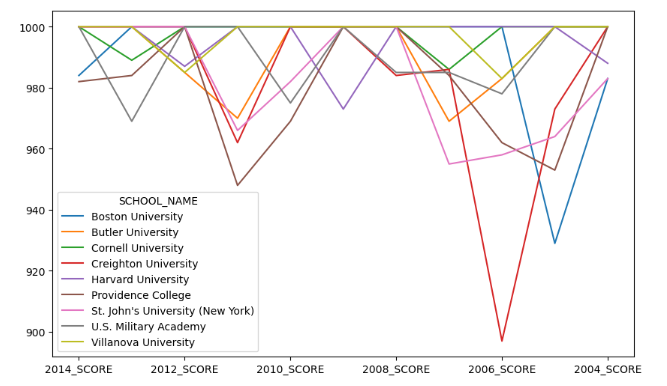 1000
980
960
940
920
900
SCHOOL_NAME
Boston University
Butler University
Cornell University
Creighton University
Harvard University
Providence College
St. John's University (New York)
U.S. Military Academy
Villanova University
2014_SCORE 2012_SCORE 2010_SCORE 2008_SCORE 2006_SCORE 2004_SCORE